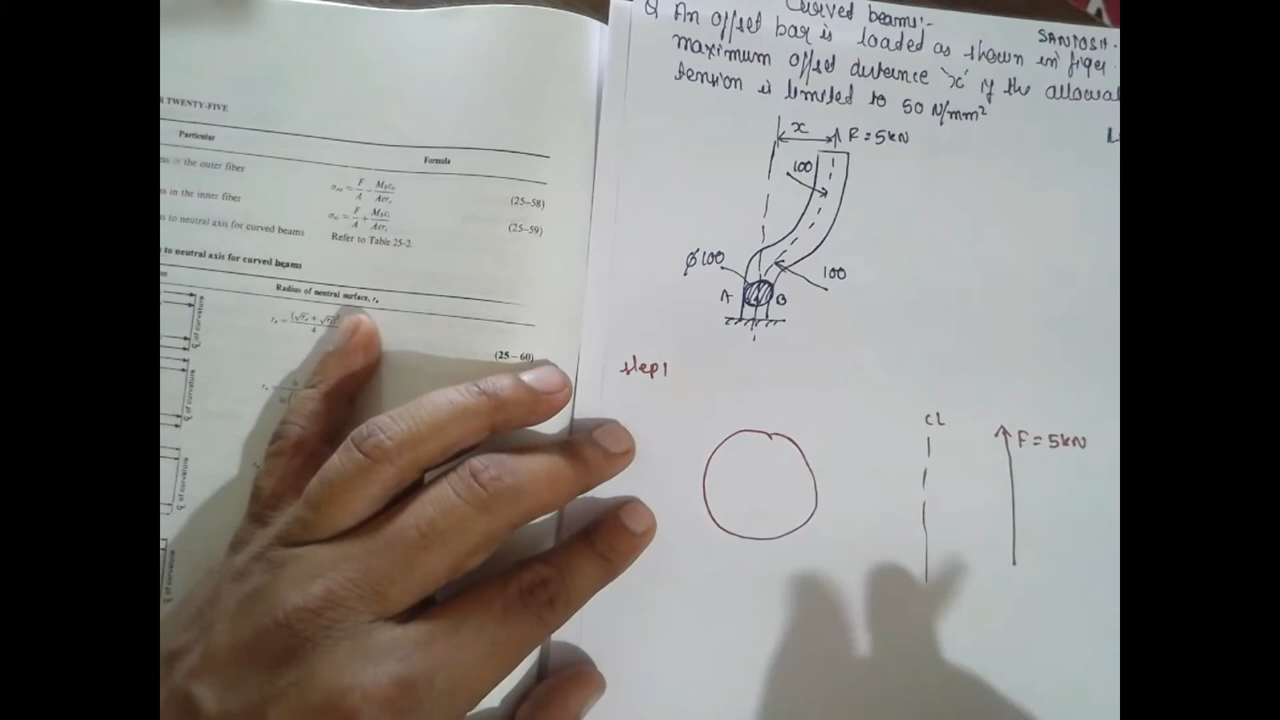 R TWENTY-FIVE
Particular
Formula
ss in the outer fiber
(25–58)
ss in the inner fiber
(25–59)
s to neutral axis for curved beams
Refer to Table 25-2.
to neutral axis for curved beams
Radius of neutral surface, rₙ
(25–60)
℄ of curvature
℄ of curvature
℄ of curvature
of curvature
Curved beams:-
SANTOSH.
Q An offset bar is loaded as shown in figer.
maximum offset distance 'x' if the allowa
tension is limited to 50 N/mm²
x
F = 5kN
100
ϕ100
100
A
B
step1
CL
F = 5kN